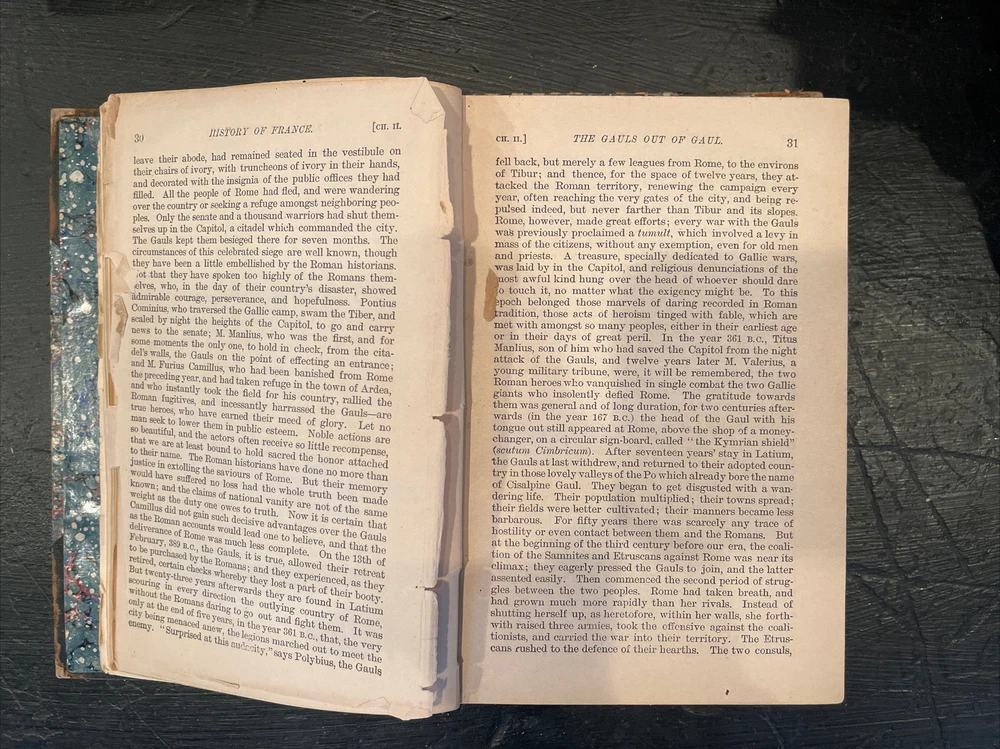 30 HISTORY OF FRANCE. [CH. II.
leave their abode, had remained seated in the vestibule on
their chairs of ivory, with truncheons of ivory in their hands,
and decorated with the insignia of the public offices they had
filled. All the people of Rome had fled, and were wandering
over the country or seeking a refuge amongst neighboring peo-
ples. Only the senate and a thousand warriors had shut them-
selves up in the Capitol, a citadel which commanded the city.
The Gauls kept them besieged there for seven months. The
circumstances of this celebrated siege are well known, though
they have been a little embellished by the Roman historians.
ot that they have spoken too highly of the Romans them-
elves, who, in the day of their country's disaster, showed
admirable courage, perseverance, and hopefulness. Pontius
Cominius, who traversed the Gallic camp, swam the Tiber, and
scaled by night the heights of the Capitol, to go and carry
news to the senate; M. Manlius, who was the first, and for
some moments the only one, to hold in check, from the cita-
del's walls, the Gauls on the point of effecting an entrance;
and M. Furius Camillus, who had been banished from Rome
the preceding year, and had taken refuge in the town of Ardea,
and who instantly took the field for his country, rallied the
Roman fugitives, and incessantly harrassed the Gauls—are
true heroes, who have earned their meed of glory. Let no
man seek to lower them in public esteem. Noble actions are
so beautiful, and the actors often receive so little recompense,
that we are at least bound to hold sacred the honor attached
to their name. The Roman historians have done no more than
justice in extolling the saviours of Rome. But their memory
would have suffered no loss had the whole truth been made
known; and the claims of national vanity are not of the same
weight as the duty one owes to truth. Now it is certain that
Camillus did not gain such decisive advantages over the Gauls
as the Roman accounts would lead one to believe, and that the
deliverance of Rome was much less complete. On the 13th of
February, 389 B.C., the Gauls, it is true, allowed their retreat
to be purchased by the Romans; and they experienced, as they
retired, certain checks whereby they lost a part of their booty.
But twenty-three years afterwards they are found in Latium
scouring in every direction the outlying country of Rome,
without the Romans daring to go out and fight them. It was
only at the end of five years, in the year 361 B.C., that, the very
city being menaced anew, the legions marched out to meet the
enemy. "Surprised at this audacity," says Polybius, the Gauls
CH. II.] THE GAULS OUT OF GAUL. 31
fell back, but merely a few leagues from Rome, to the environs
of Tibur; and thence, for the space of twelve years, they at-
tacked the Roman territory, renewing the campaign every
year, often reaching the very gates of the city, and being re-
pulsed indeed, but never farther than Tibur and its slopes.
Rome, however, made great efforts; every war with the Gauls
was previously proclaimed a tumult, which involved a levy in
mass of the citizens, without any exemption, even for old men
and priests. A treasure, specially dedicated to Gallic wars,
was laid by in the Capitol, and religious denunciations of the
most awful kind hung over the head of whoever should dare
o touch it, no matter what the exigency might be. To this
epoch belonged those marvels of daring recorded in Roman
tradition, those acts of heroism tinged with fable, which are
met with amongst so many peoples, either in their earliest age
or in their days of great peril. In the year 361 B.C., Titus
Manlius, son of him who had saved the Capitol from the night
attack of the Gauls, and twelve years later M. Valerius, a
young military tribune, were, it will be remembered, the two
Roman heroes who vanquished in single combat the two Gallic
giants who insolently defied Rome. The gratitude towards
them was general and of long duration, for two centuries after-
wards (in the year 167 B.C.) the head of the Gaul with his
tongue out still appeared at Rome, above the shop of a money-
changer, on a circular sign-board, called "the Kymrian shield"
(scutum Cimbricum). After seventeen years' stay in Latium,
the Gauls at last withdrew, and returned to their adopted coun-
try in those lovely valleys of the Po which already bore the name
of Cisalpine Gaul. They began to get disgusted with a wan-
dering life. Their population multiplied; their towns spread;
their fields were better cultivated; their manners became less
barbarous. For fifty years there was scarcely any trace of
hostility or even contact between them and the Romans. But
at the beginning of the third century before our era, the coali-
tion of the Samnites and Etruscans against Rome was near its
climax; they eagerly pressed the Gauls to join, and the latter
assented easily. Then commenced the second period of strug-
gles between the two peoples. Rome had taken breath, and
had grown much more rapidly than her rivals. Instead of
shutting herself up, as heretofore, within her walls, she forth-
with raised three armies, took the offensive against the coali-
tionists, and carried the war into their territory. The Etrus-
cans rushed to the defence of their hearths. The two consuls,